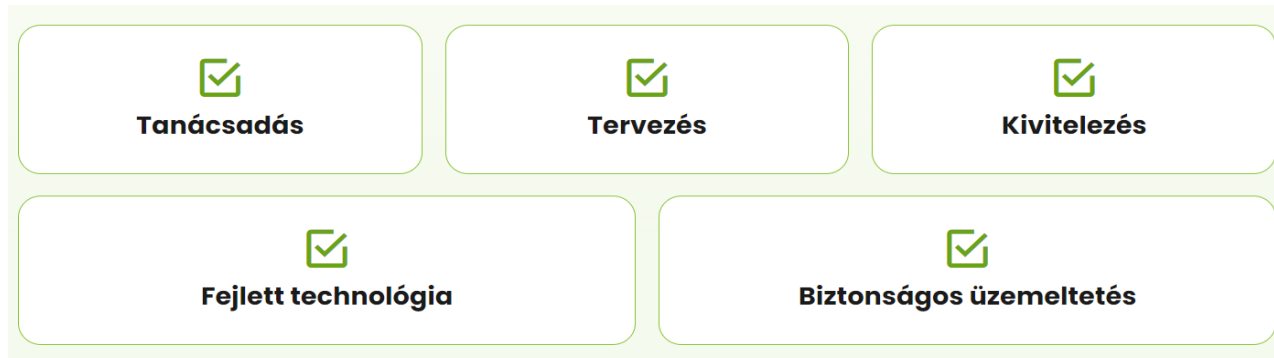 Tanácsadás
Tervezés
Kivitelezés
Fejlett technológia
Biztonságos üzemeltetés